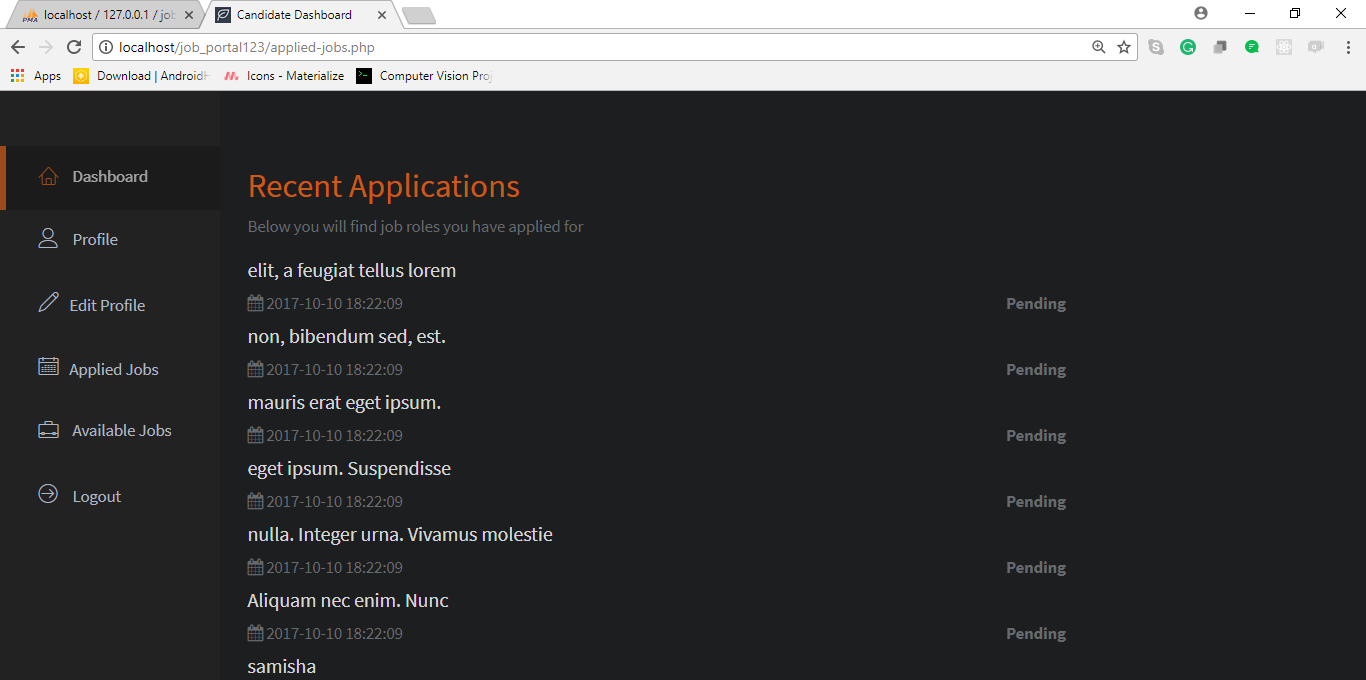 localhost / 127.0.0.1 / job
Candidate Dashboard
localhost/job_portal123/applied-jobs.php
Apps
Download | Android
Icons - Materialize
Computer Vision Proj
Dashboard
Profile
Edit Profile
Applied Jobs
Available Jobs
Logout
Recent Applications
Below you will find job roles you have applied for
elit, a feugiat tellus lorem
2017-10-10 18:22:09 Pending
non, bibendum sed, est.
2017-10-10 18:22:09 Pending
mauris erat eget ipsum.
2017-10-10 18:22:09 Pending
eget ipsum. Suspendisse
2017-10-10 18:22:09 Pending
nulla. Integer urna. Vivamus molestie
2017-10-10 18:22:09 Pending
Aliquam nec enim. Nunc
2017-10-10 18:22:09 Pending
samisha